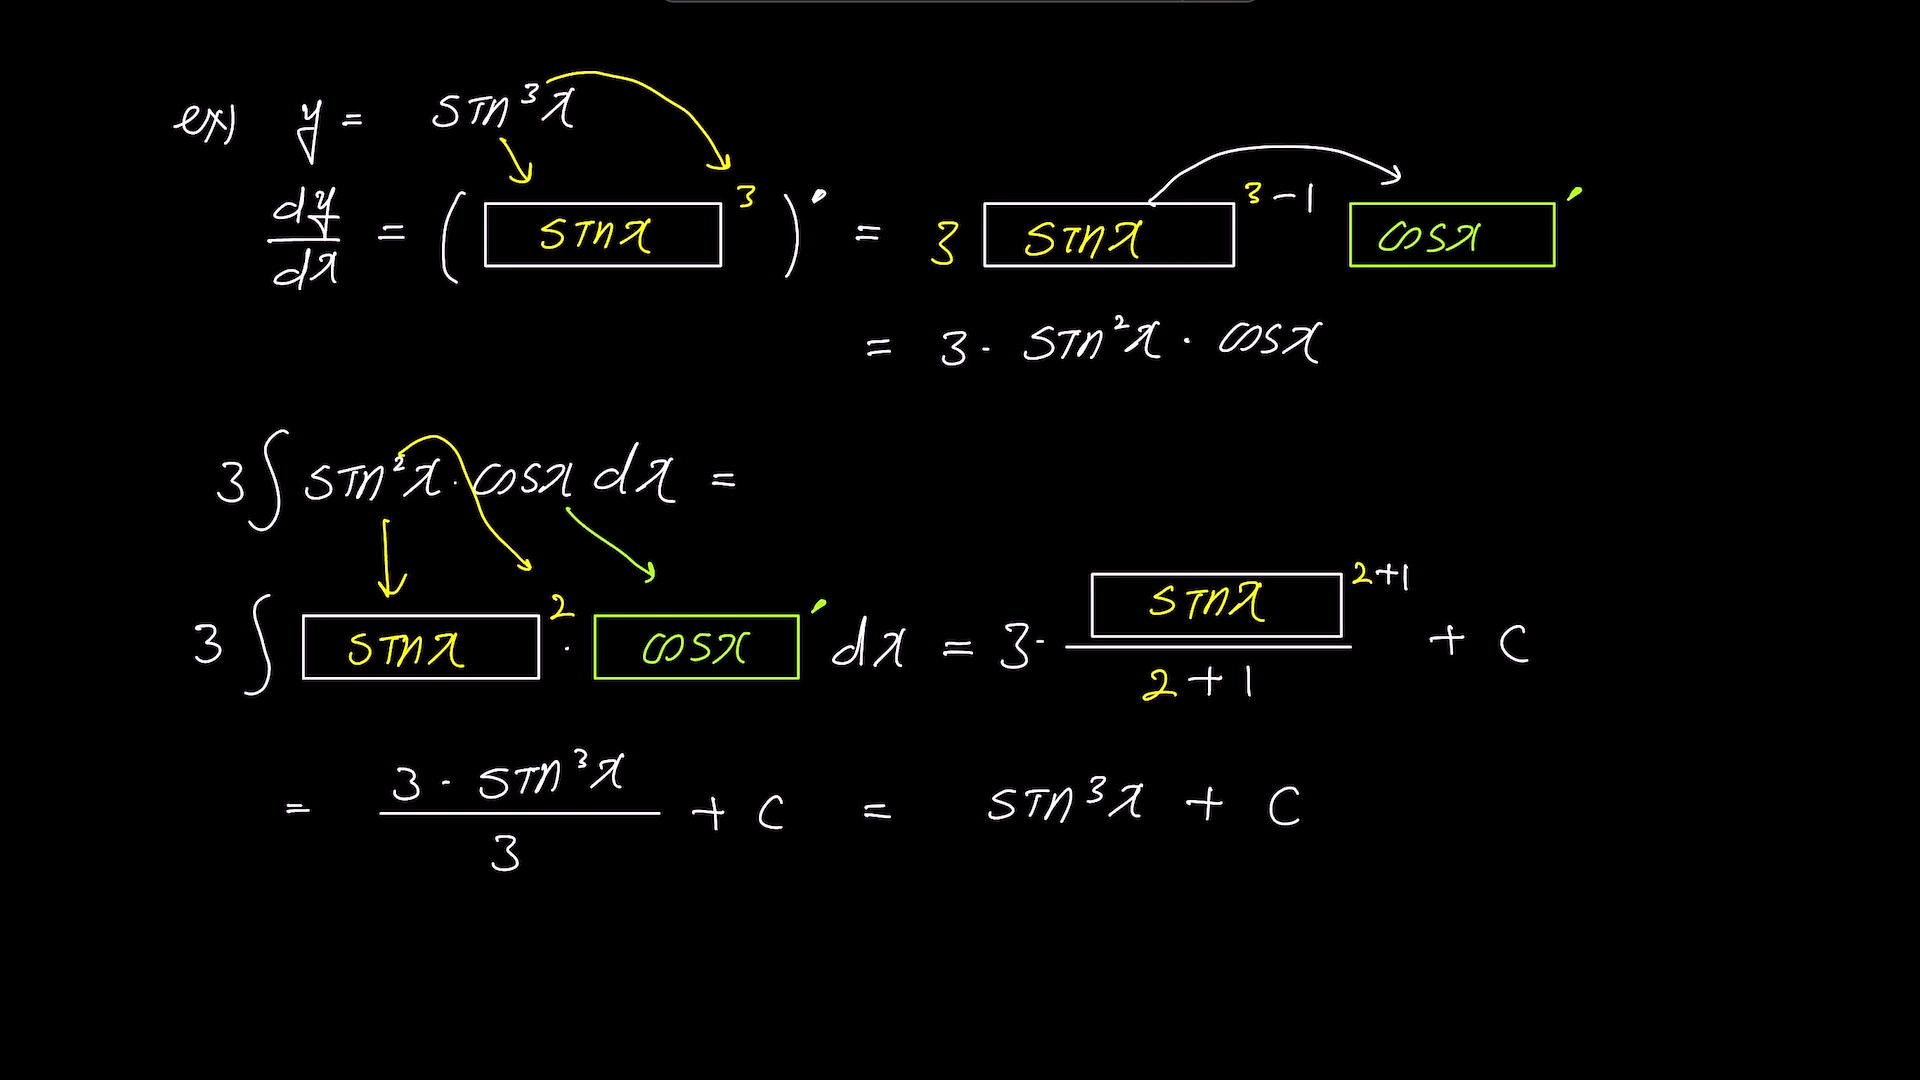 ex) y = sin³x
dy/dx = ( sinx ³ )' = 3 sinx ³⁻¹ cosx '
= 3 · sin²x · cosx
3∫ sin²x · cosx dx =
3∫ sinx ² · cosx ' dx = 3 · sinx ²⁺¹ / 2+1 + C
= 3 · sin³x / 3 + C = sin³x + C